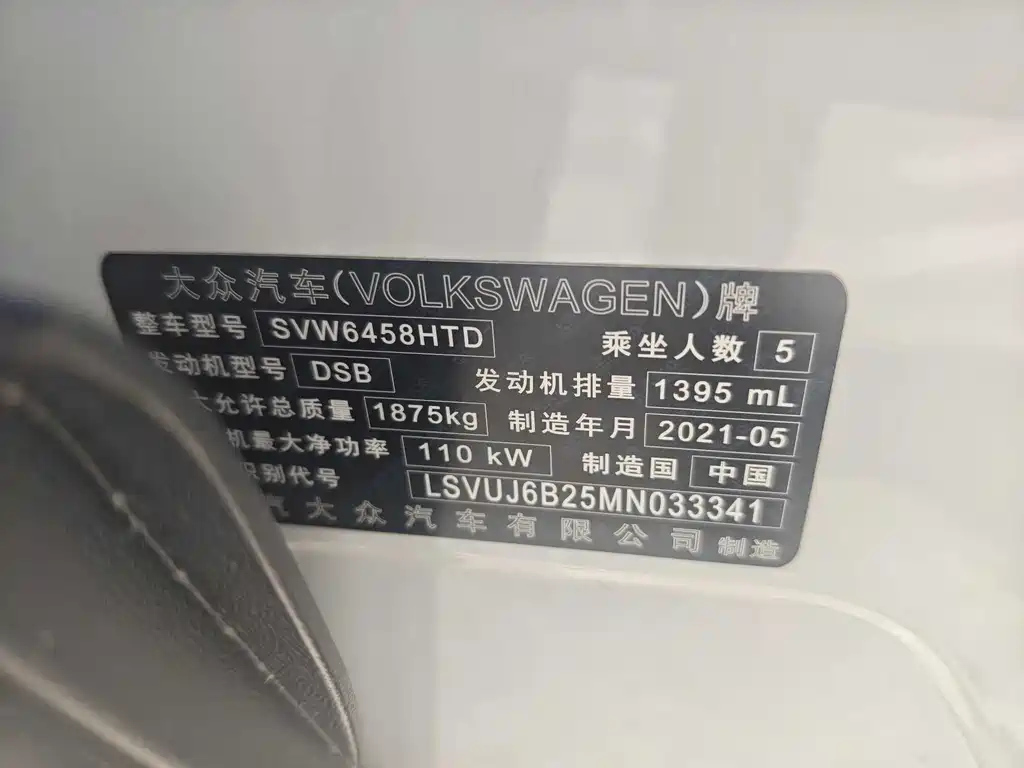 大众汽车(VOLKSWAGEN)牌
整车型号 SVW6458HTD 乘坐人数 5
发动机型号 DSB 发动机排量 1395 mL
大允许总质量 1875kg 制造年月 2021-05
机最大净功率 110 kW 制造国 中国
识别代号 LSVUJ6B25MN033341
汽大众汽车有限公司 制造